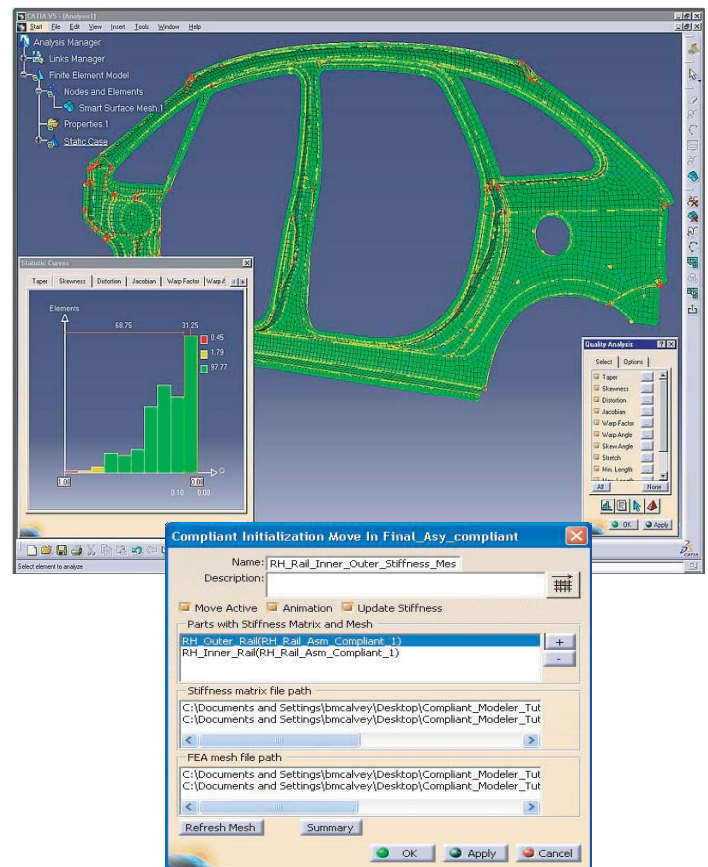 CATIA V5 - [Analysis1]
Start File Edit View Insert Tools Window Help
Analysis Manager
Links Manager
Finite Element Model
Nodes and Elements
Smart Surface Mesh.1
Properties.1
Static Case
Statistic Curves
Taper Skewness Distortion Jacobian Warp Factor Warp A
Elements
68.75 31.25
0.45
1.79
97.77
Q
1.00 0.00
0.10 0.00
Quality Analysis
Select Options
Taper
Skewness
Distortion
Jacobian
Warp Factor
Warp Angle
Skew Angle
Stretch
Min. Length
All None
OK Apply
Select element to analyze
CATIA
Compliant Initialization Move In Final_Asy_compliant
Name: RH_Rail_Inner_Outer_Stiffness_Mes
Description:
Move Active Animation Update Stiffness
Parts with Stiffness Matrix and Mesh
RH_Outer_Rail(RH_Rail_Asm_Compliant_1)
RH_Inner_Rail(RH_Rail_Asm_Compliant_1)
+
-
Stiffness matrix file path
C:\Documents and Settings\bmcalvey\Desktop\Compliant_Modeler_Tut
C:\Documents and Settings\bmcalvey\Desktop\Compliant_Modeler_Tut
FEA mesh file path
C:\Documents and Settings\bmcalvey\Desktop\Compliant_Modeler_Tut
C:\Documents and Settings\bmcalvey\Desktop\Compliant_Modeler_Tut
Refresh Mesh Summary
OK Apply Cancel